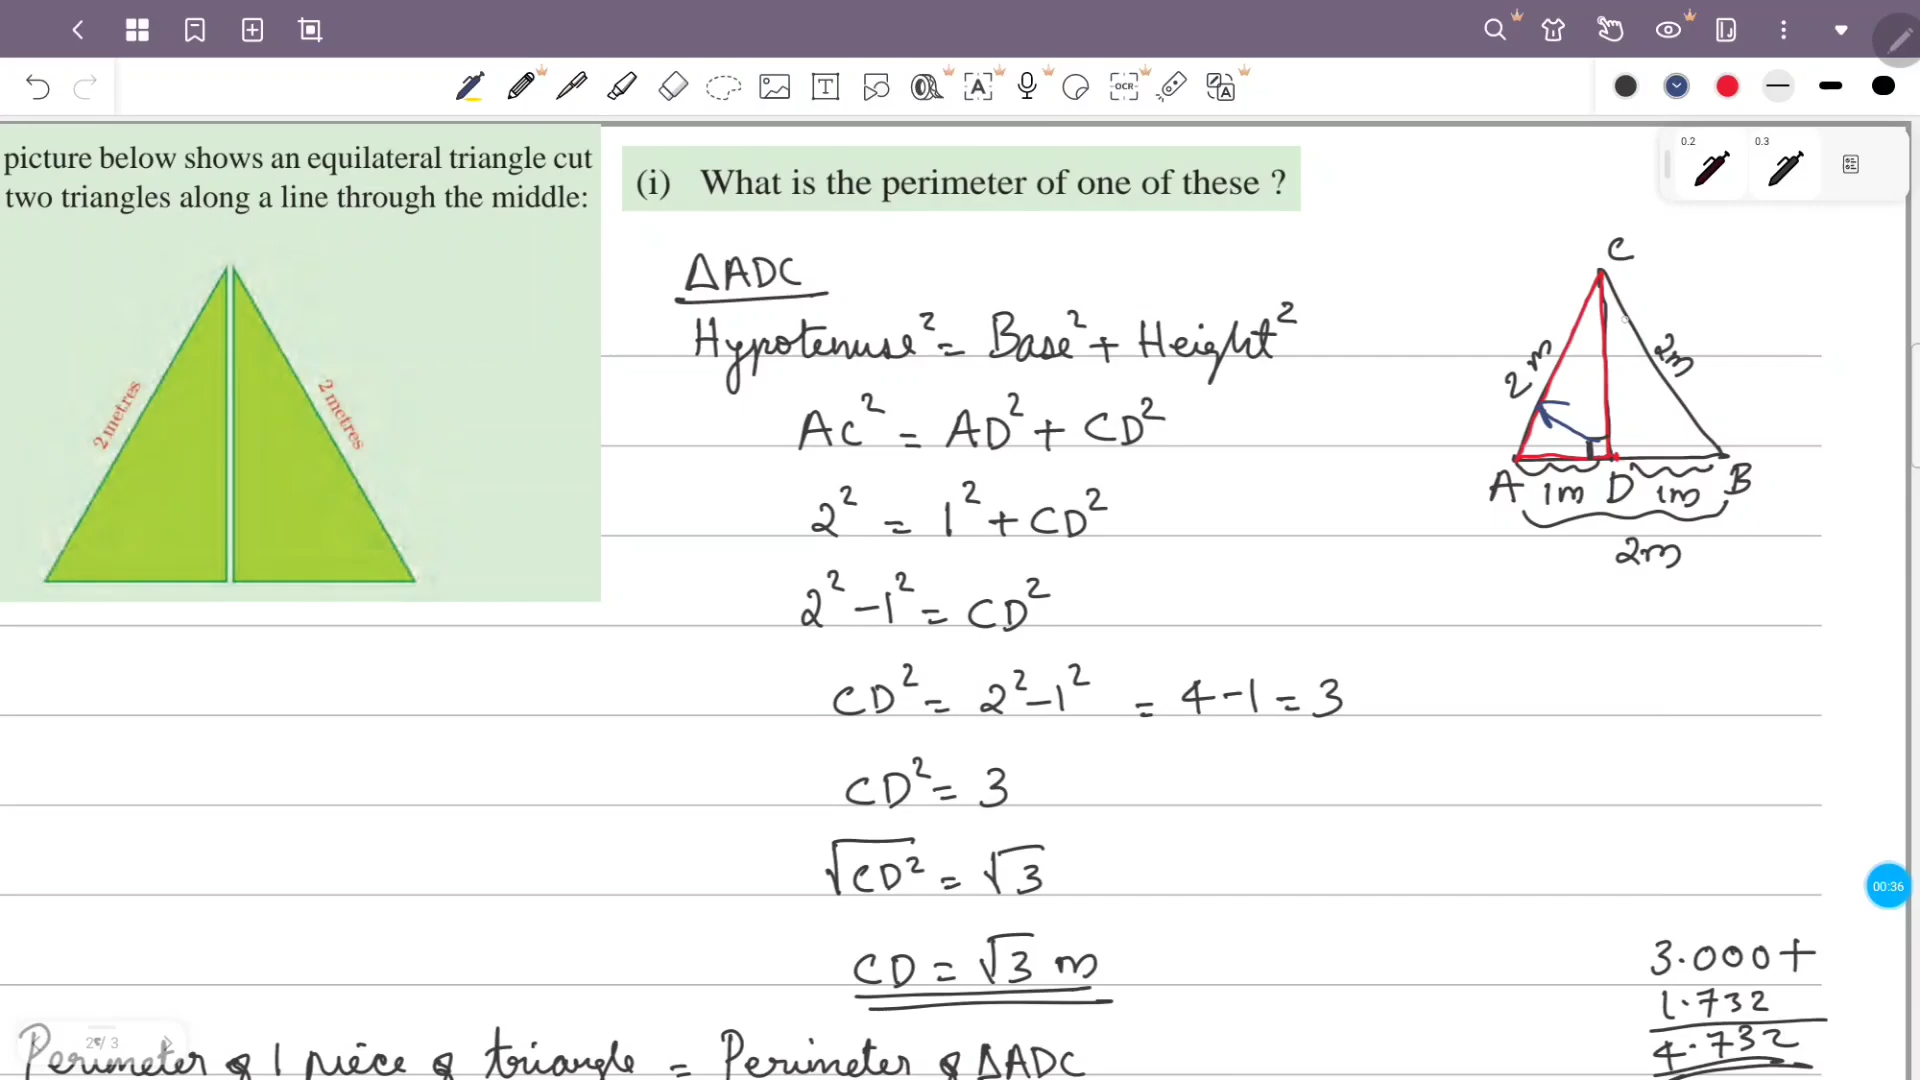 0.2
0.3
picture below shows an equilateral triangle cut
two triangles along a line through the middle:
2 metres
2 metres
(i) What is the perimeter of one of these ?
ΔADC
Hypotenuse² = Base² + Height²
AC² = AD² + CD²
2² = 1² + CD²
2² - 1² = CD²
CD² = 2² - 1² = 4 - 1 = 3
CD² = 3
√CD² = √3
CD = √3 m
C
2m
2m
A 1m D 1m B
2m
00:36
3.000+
1.732
4.732
Perimeter of 1 piece of triangle = Perimeter of ΔADC